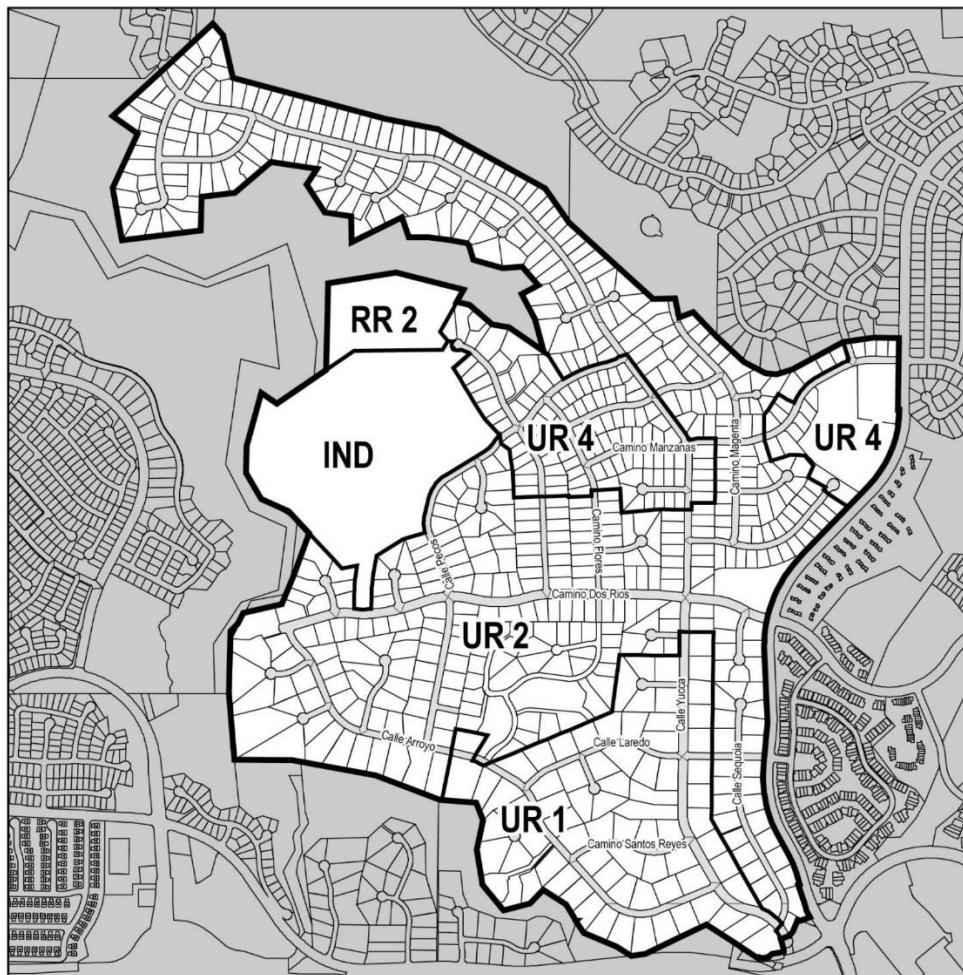 RR 2
IND
UR 4
Camino Manzanas
Camino Magenta
UR 4
Calle Pecos
Camino Flores
Camino Dos Rios
UR 2
Calle Yucca
Calle Arroyo
Calle Laredo
Calle Sequoia
UR 1
Camino Santos Reyes